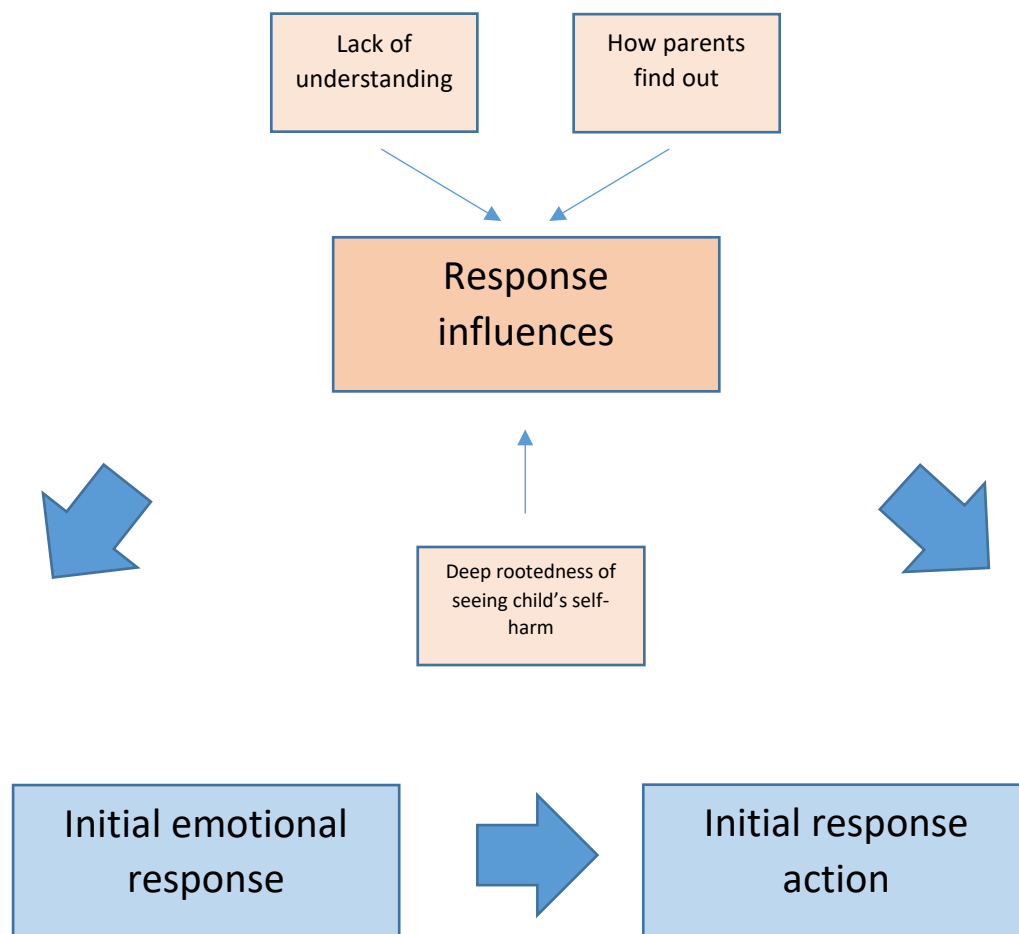 Lack of
understanding
How parents
find out
Response
influences
Deep rootedness of
seeing child’s self-
harm
Initial emotional
response
Initial response
action